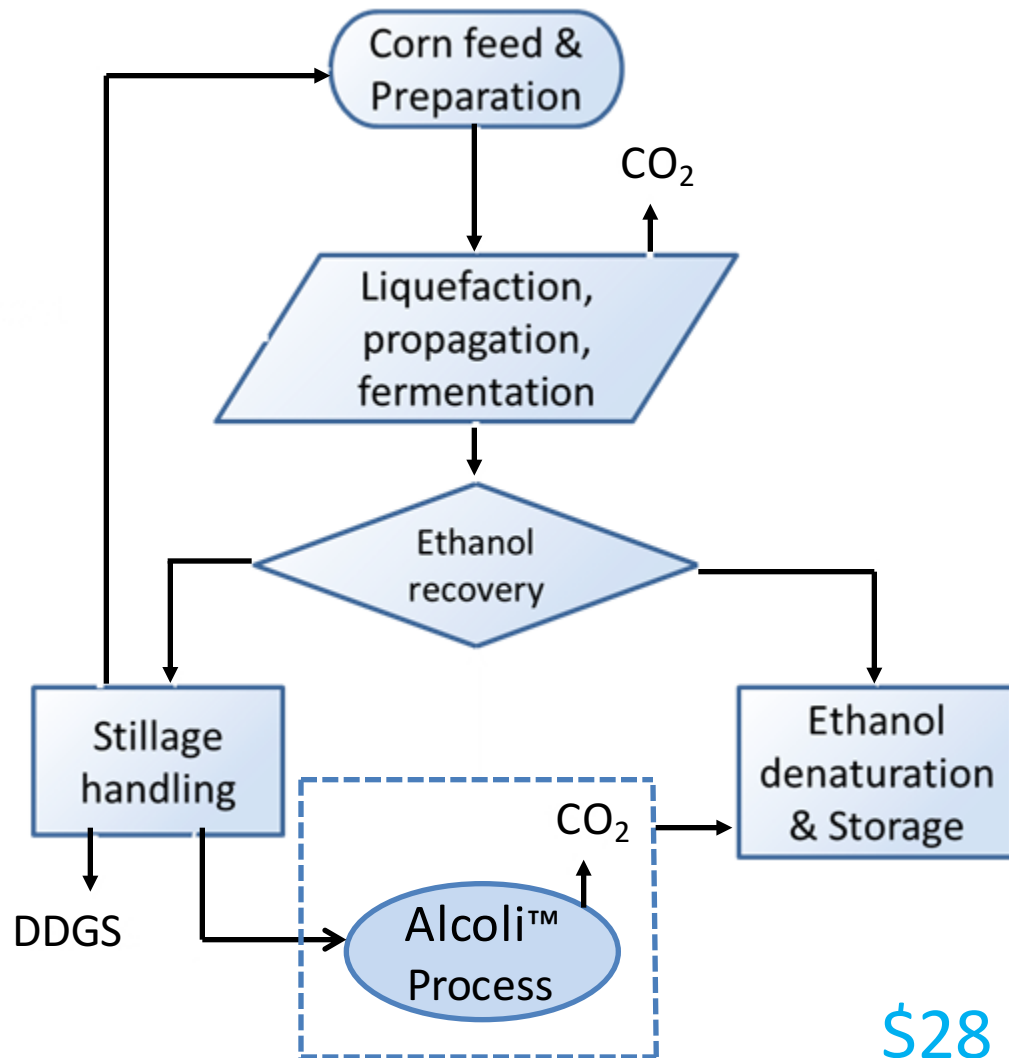 Corn feed &
Preparation
CO₂
Liquefaction,
propagation,
fermentation
Ethanol
recovery
Stillage
handling
Ethanol
denaturation
& Storage
CO₂
DDGS
Alcoli™
Process
$28